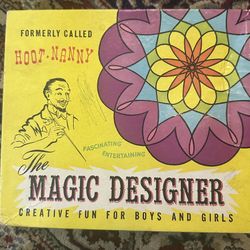 FORMERLY CALLED
HOOT-NANNY
FASCINATING
ENTERTAINING
The
MAGIC DESIGNER
CREATIVE FUN FOR BOYS AND GIRLS